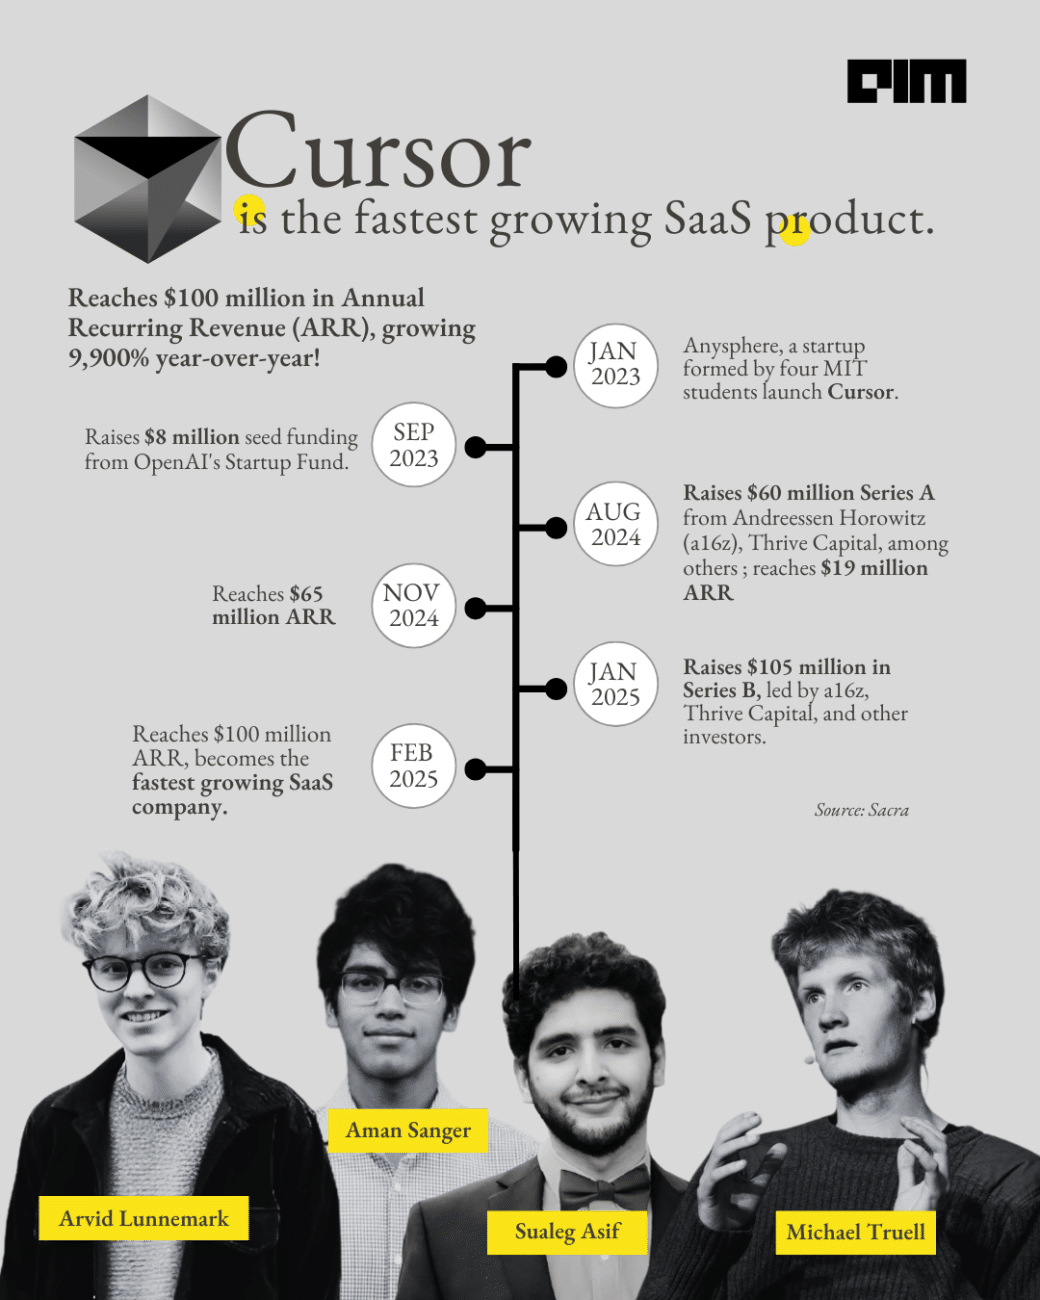 AIM
Cursor
is the fastest growing SaaS product.
Reaches $100 million in Annual
Recurring Revenue (ARR), growing
9,900% year-over-year!
JAN
2023
Anysphere, a startup
formed by four MIT
students launch Cursor.
SEP
2023
Raises $8 million seed funding
from OpenAI's Startup Fund.
AUG
2024
Raises $60 million Series A
from Andreessen Horowitz
(a16z), Thrive Capital, among
others ; reaches $19 million
ARR
NOV
2024
Reaches $65
million ARR
JAN
2025
Raises $105 million in
Series B, led by a16z,
Thrive Capital, and other
investors.
FEB
2025
Reaches $100 million
ARR, becomes the
fastest growing SaaS
company.
Source: Sacra
Aman Sanger
Arvid Lunnemark
Sualeg Asif
Michael Truell